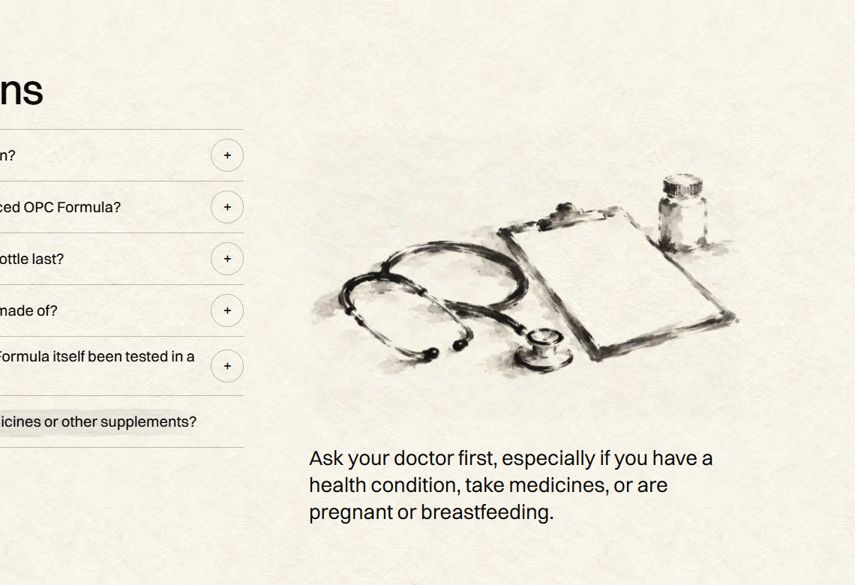 ns
n?
ced OPC Formula?
ottle last?
made of?
Formula itself been tested in a
icines or other supplements?
Ask your doctor first, especially if you have a
health condition, take medicines, or are
pregnant or breastfeeding.